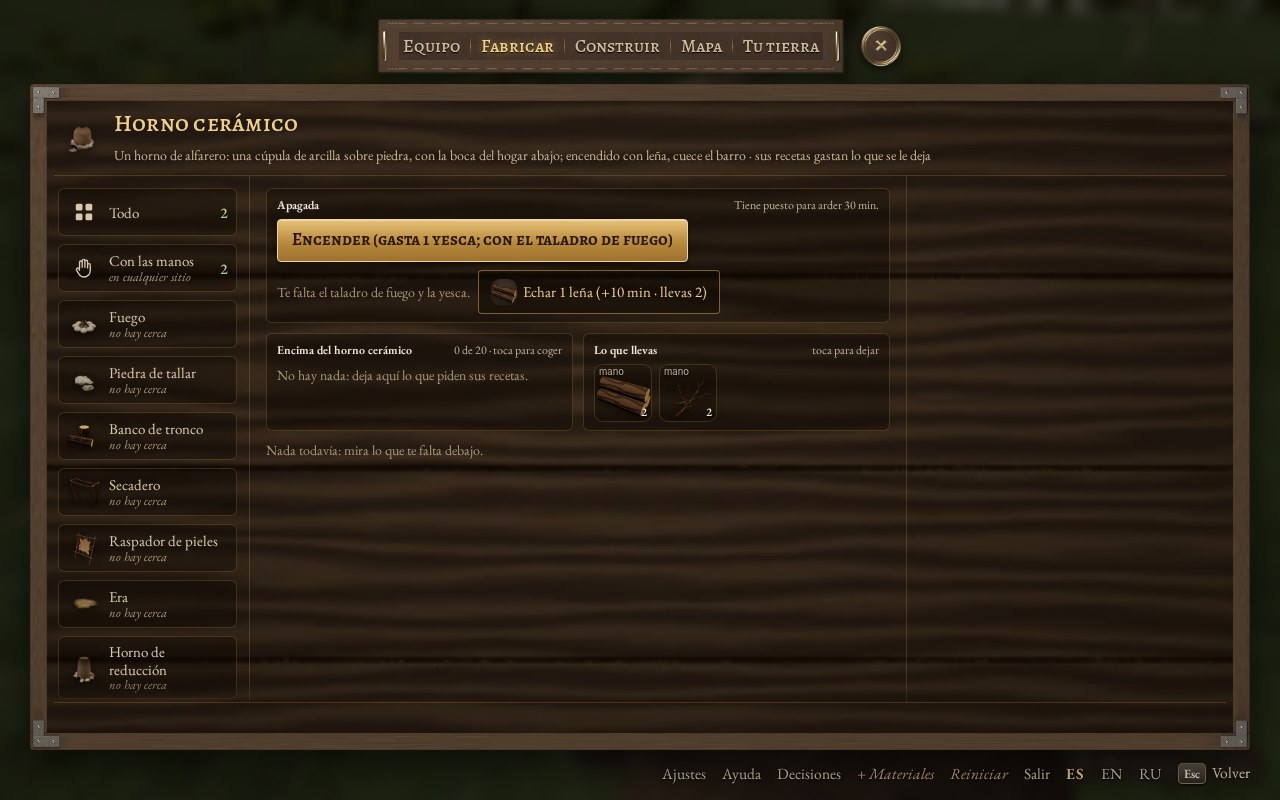 Equipo Fabricar Construir Mapa Tu tierra ✕
Horno cerámico
Un horno de alfarero: una cúpula de arcilla sobre piedra, con la boca del hogar abajo; encendido con leña, cuece el barro · sus recetas gastan lo que se le deja
Todo 2
Con las manos 2
en cualquier sitio
Fuego
no hay cerca
Piedra de tallar
no hay cerca
Banco de tronco
no hay cerca
Secadero
no hay cerca
Raspador de pieles
no hay cerca
Era
no hay cerca
Horno de
reducción
no hay cerca
Apagada Tiene puesto para arder 30 min.
Encender (gasta 1 yesca; con el taladro de fuego)
Te falta el taladro de fuego y la yesca. Echar 1 leña (+10 min · llevas 2)
Encima del horno cerámico 0 de 20 · toca para coger
No hay nada: deja aquí lo que piden sus recetas.
Lo que llevas toca para dejar
mano mano
2 2
Nada todavía: mira lo que te falta debajo.
Ajustes Ayuda Decisiones + Materiales Reiniciar Salir ES EN RU Esc Volver